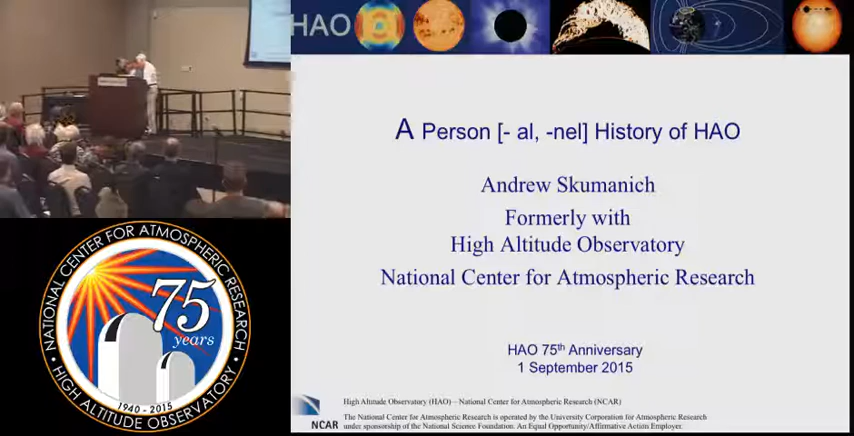 HAO
A Person [- al, -nel] History of HAO
Andrew Skumanich
Formerly with
High Altitude Observatory
National Center for Atmospheric Research
HAO 75th Anniversary
1 September 2015
High Altitude Observatory (HAO) – National Center for Atmospheric Research (NCAR)
The National Center for Atmospheric Research is operated by the University Corporation for Atmospheric Research
under sponsorship of the National Science Foundation. An Equal Opportunity/Affirmative Action Employer.
NCAR
NATIONAL CENTER FOR ATMOSPHERIC RESEARCH
75
years
1940 - 2015
HIGH ALTITUDE OBSERVATORY